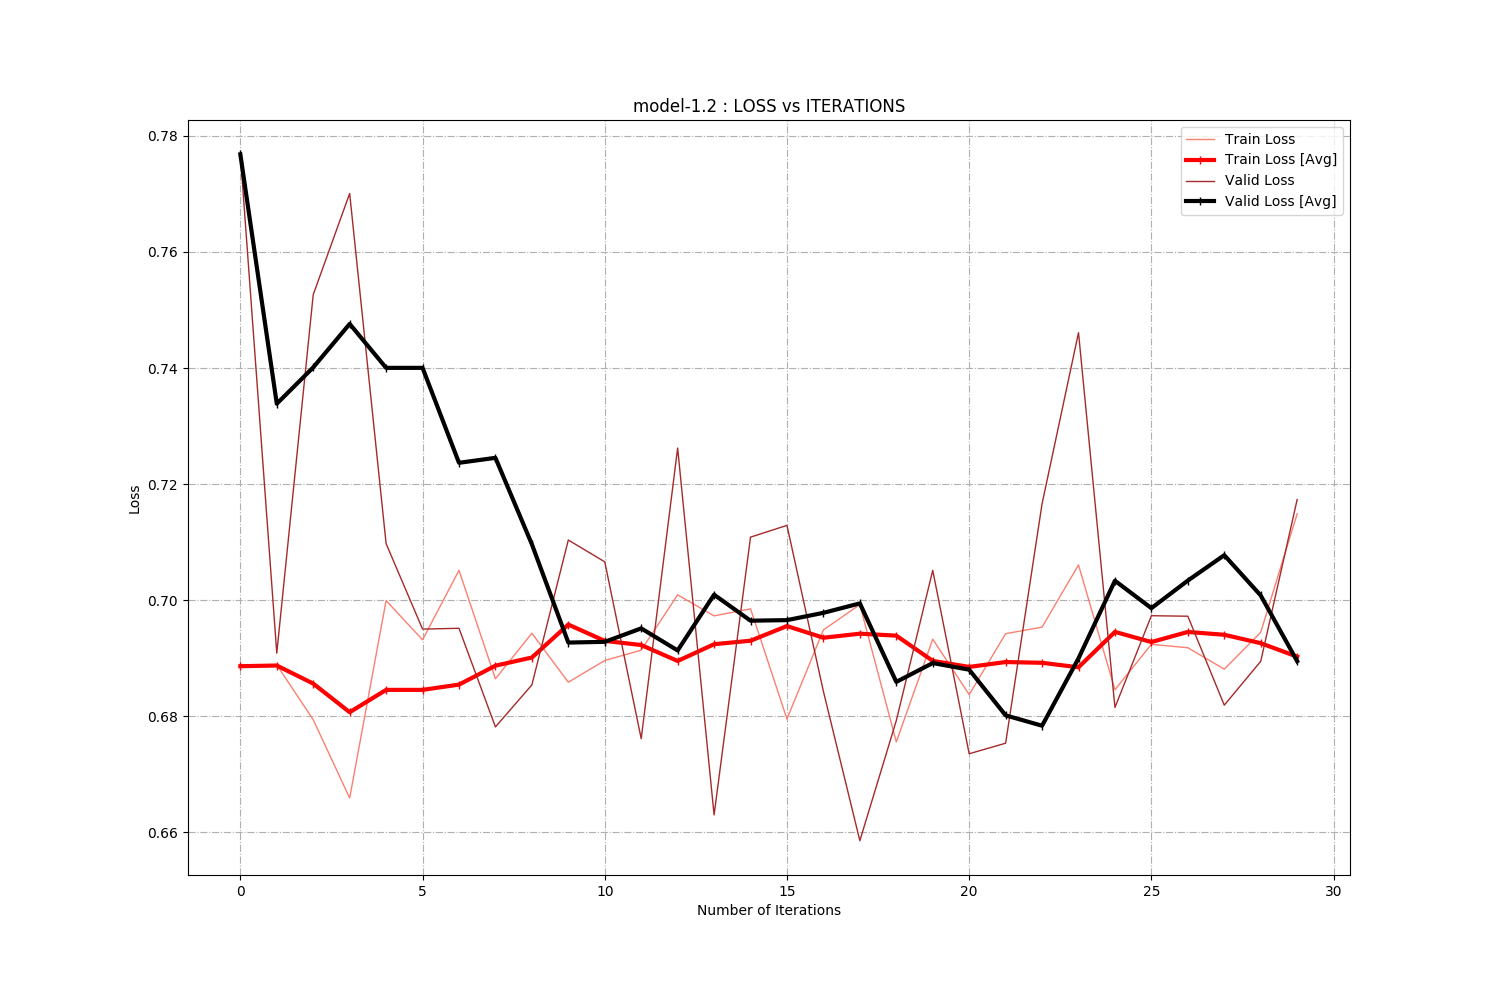 model-1.2 : LOSS vs ITERATIONS
Train Loss
Train Loss [Avg]
Valid Loss
Valid Loss [Avg]
0.78
0.76
0.74
0.72
0.70
0.68
0.66
Loss
0
5
10
15
20
25
30
Number of Iterations